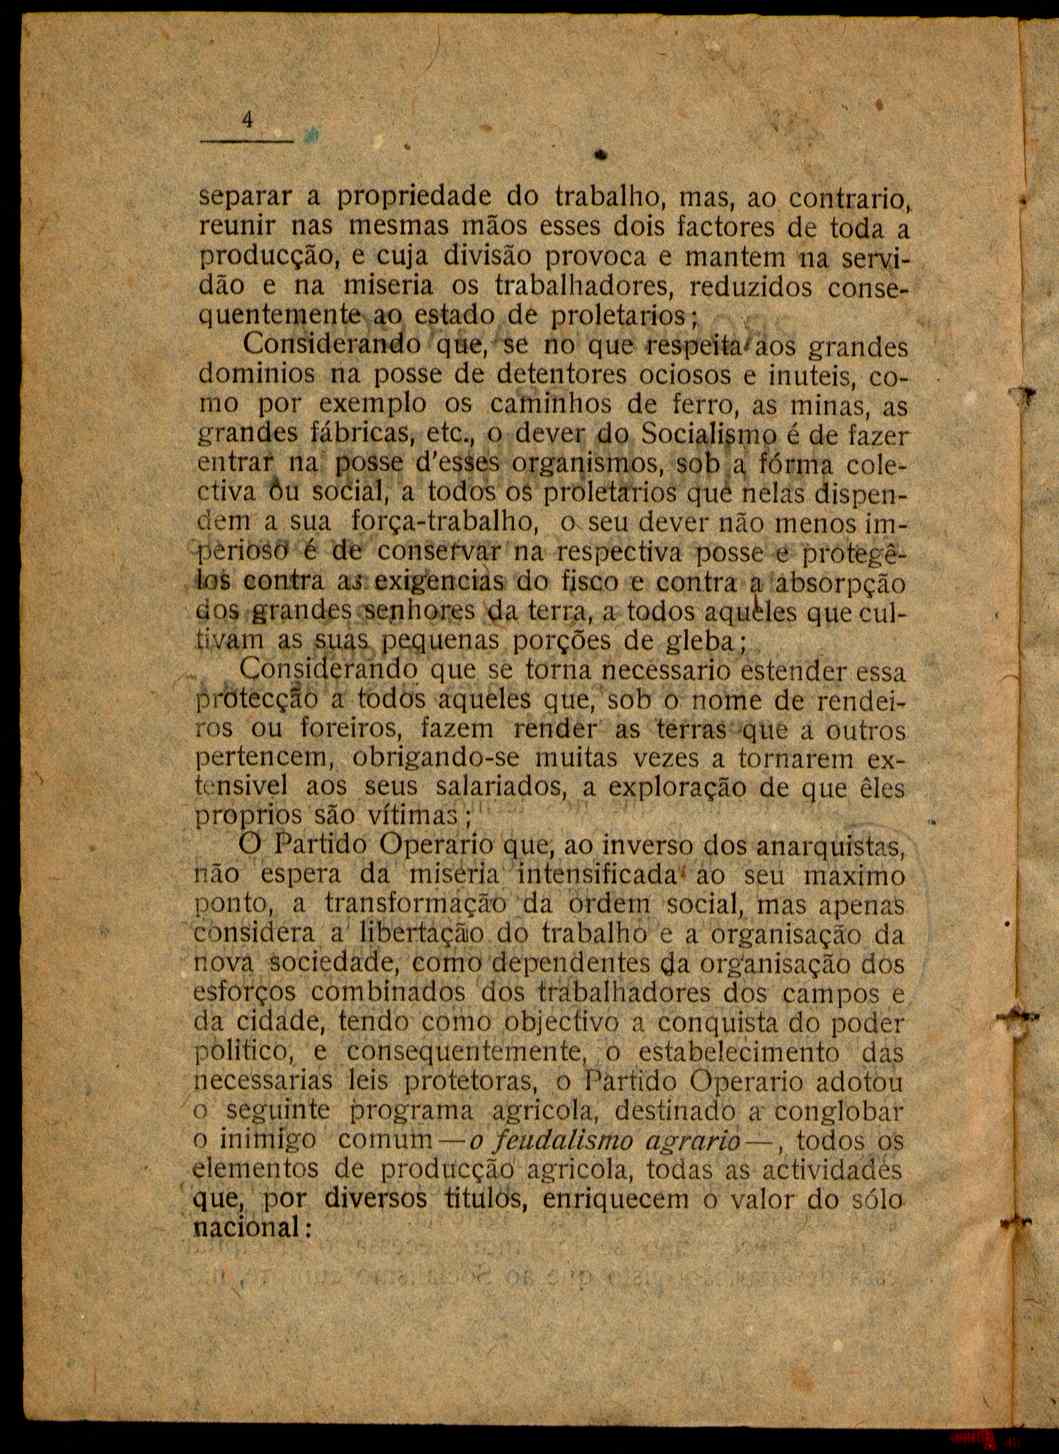 4
separar a propriedade do trabalho, mas, ao contrario,
reunir nas mesmas mãos esses dois factores de toda a
producção, e cuja divisão provoca e mantem na servi-
dão e na miseria os trabalhadores, reduzidos conse-
quentemente ao estado de proletarios;
Considerando que, se no que respeita aos grandes
dominios na posse de detentores ociosos e inuteis, co-
mo por exemplo os caminhos de ferro, as minas, as
grandes fábricas, etc., o dever do Socialismo é de fazer
entrar na posse d'esses organismos, sob a fórma cole-
ctiva ou social, a todos os proletarios que nelas dispen-
dem a sua força-trabalho, o seu dever não menos im-
perioso é de conservar na respectiva posse e protegê-
los contra as exigencias do fisco e contra a absorpção
dos grandes senhores da terra, a todos aquêles que cul-
tivam as suas pequenas porções de gleba;
Considerando que se torna necessario estender essa
protecção a todos aqueles que, sob o nome de rendei-
ros ou foreiros, fazem render as terras que a outros
pertencem, obrigando-se muitas vezes a tornarem ex-
tensivel aos seus salariados, a exploração de que êles
proprios são vítimas;
O Partido Operario que, ao inverso dos anarquistas,
não espera da miseria intensificada ao seu maximo
ponto, a transformação da ordem social, mas apenas
considera a libertação do trabalho e a organisação da
nova sociedade, como dependentes da organisação dos
esforços combinados dos trabalhadores dos campos e
da cidade, tendo como objectivo a conquista do poder
politico, e consequentemente, o estabelecimento das
necessarias leis protetoras, o Partido Operario adotou
o seguinte programa agricola, destinado a conglobar
o inimigo comum—o feudalismo agrario—, todos os
elementos de producção agricola, todas as actividades
que, por diversos titulos, enriquecem o valor do sólo
nacional: